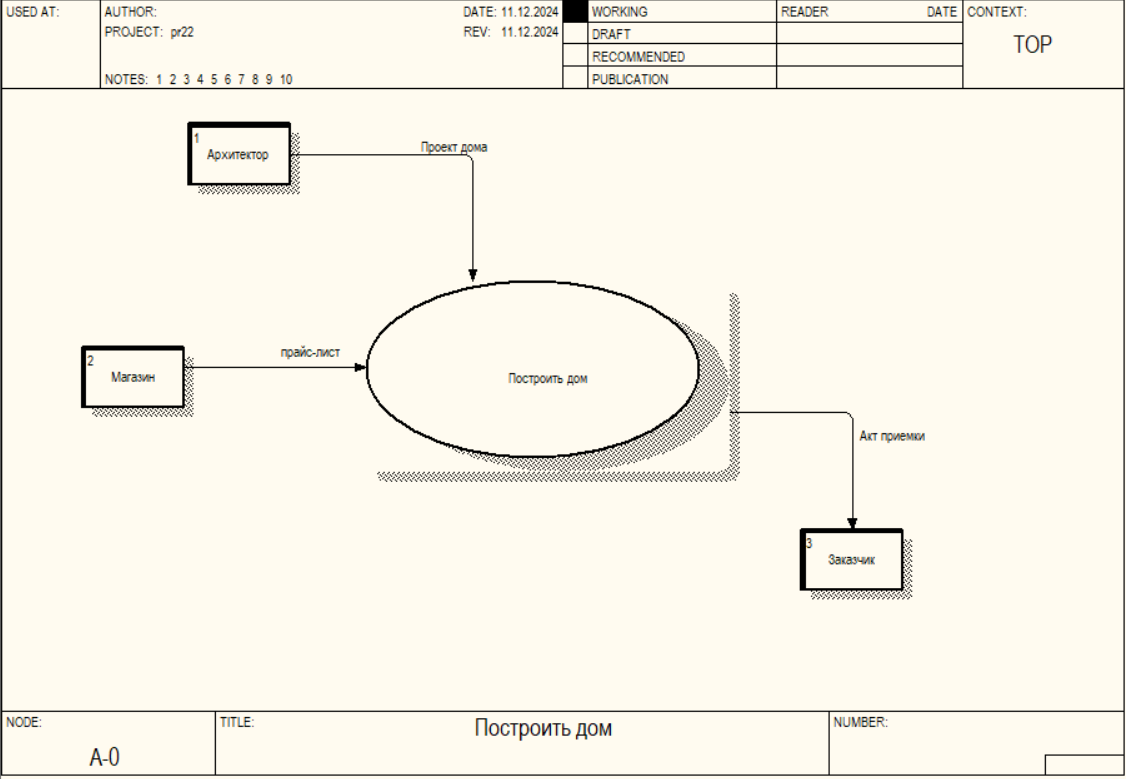 USED AT:
AUTHOR:
DATE: 11.12.2024
WORKING
READER
DATE
CONTEXT:
PROJECT: pr22
REV: 11.12.2024
DRAFT
TOP
RECOMMENDED
NOTES: 1 2 3 4 5 6 7 8 9 10
PUBLICATION
1
Архитектор
Проект дома
2
Магазин
прайс-лист
Построить дом
Акт приемки
3
Заказчик
NODE:
TITLE:
Построить дом
NUMBER:
A-0